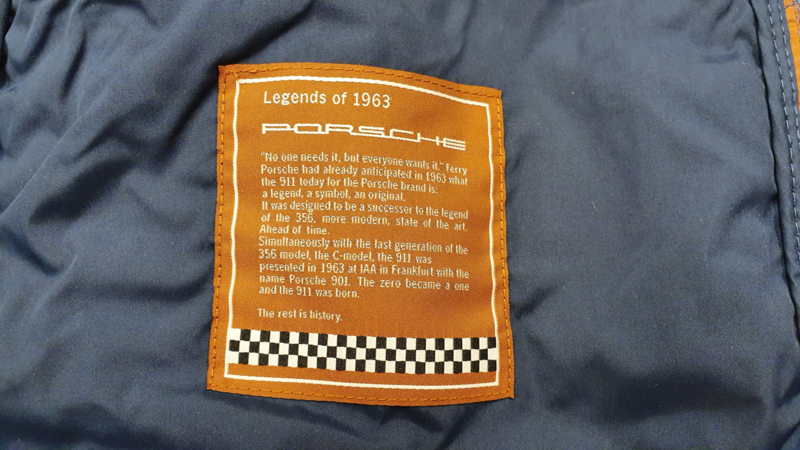 Legends of 1963
PORSCHE
"No one needs it, but everyone wants it." Ferry
Porsche had already anticipated in 1963 what
the 911 today for the Porsche brand is:
a legend, a symbol, an original.
It was designed to be a successor to the legend
of the 356, more modern, state of the art.
Ahead of time.
Simultaneously with the last generation of the
356 model, the C-model, the 911 was
presented in 1963 at IAA in Frankfurt with the
name Porsche 901. The zero became a one
and the 911 was born.
The rest is history.